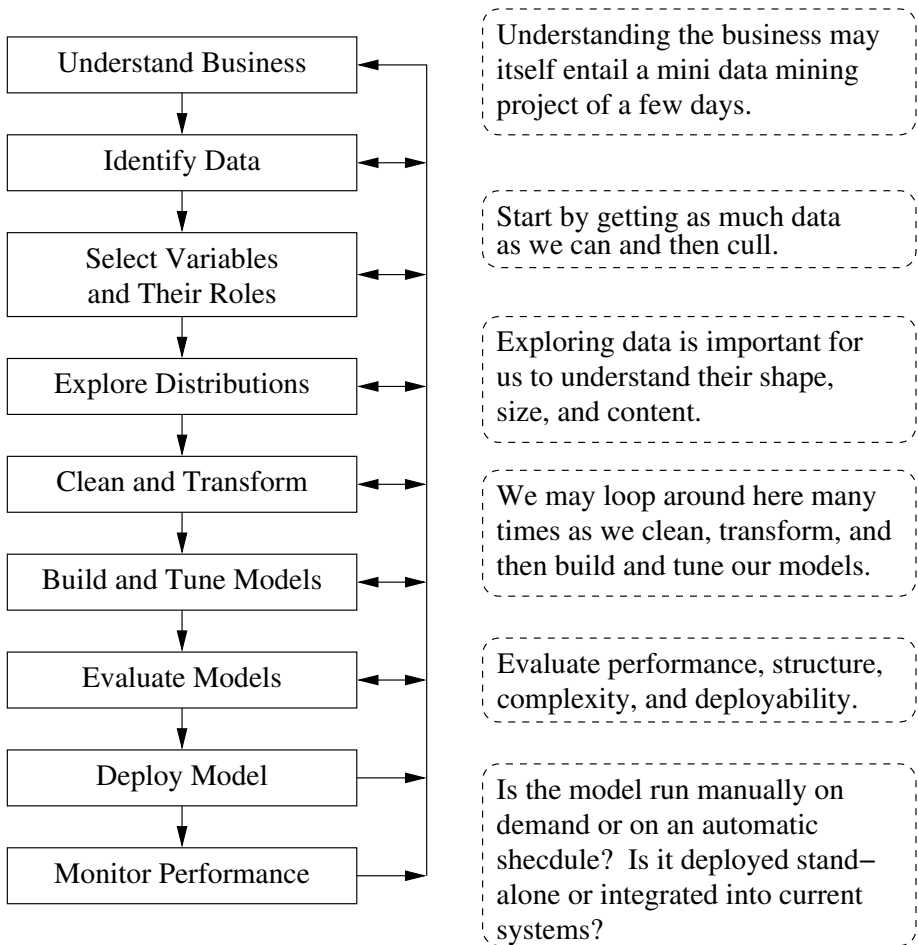 Understand Business
Identify Data
Select Variables
and Their Roles
Explore Distributions
Clean and Transform
Build and Tune Models
Evaluate Models
Deploy Model
Monitor Performance
Understanding the business may
itself entail a mini data mining
project of a few days.
Start by getting as much data
as we can and then cull.
Exploring data is important for
us to understand their shape,
size, and content.
We may loop around here many
times as we clean, transform, and
then build and tune our models.
Evaluate performance, structure,
complexity, and deployability.
Is the model run manually on
demand or on an automatic
shecdule?  Is it deployed stand−
alone or integrated into current
systems?